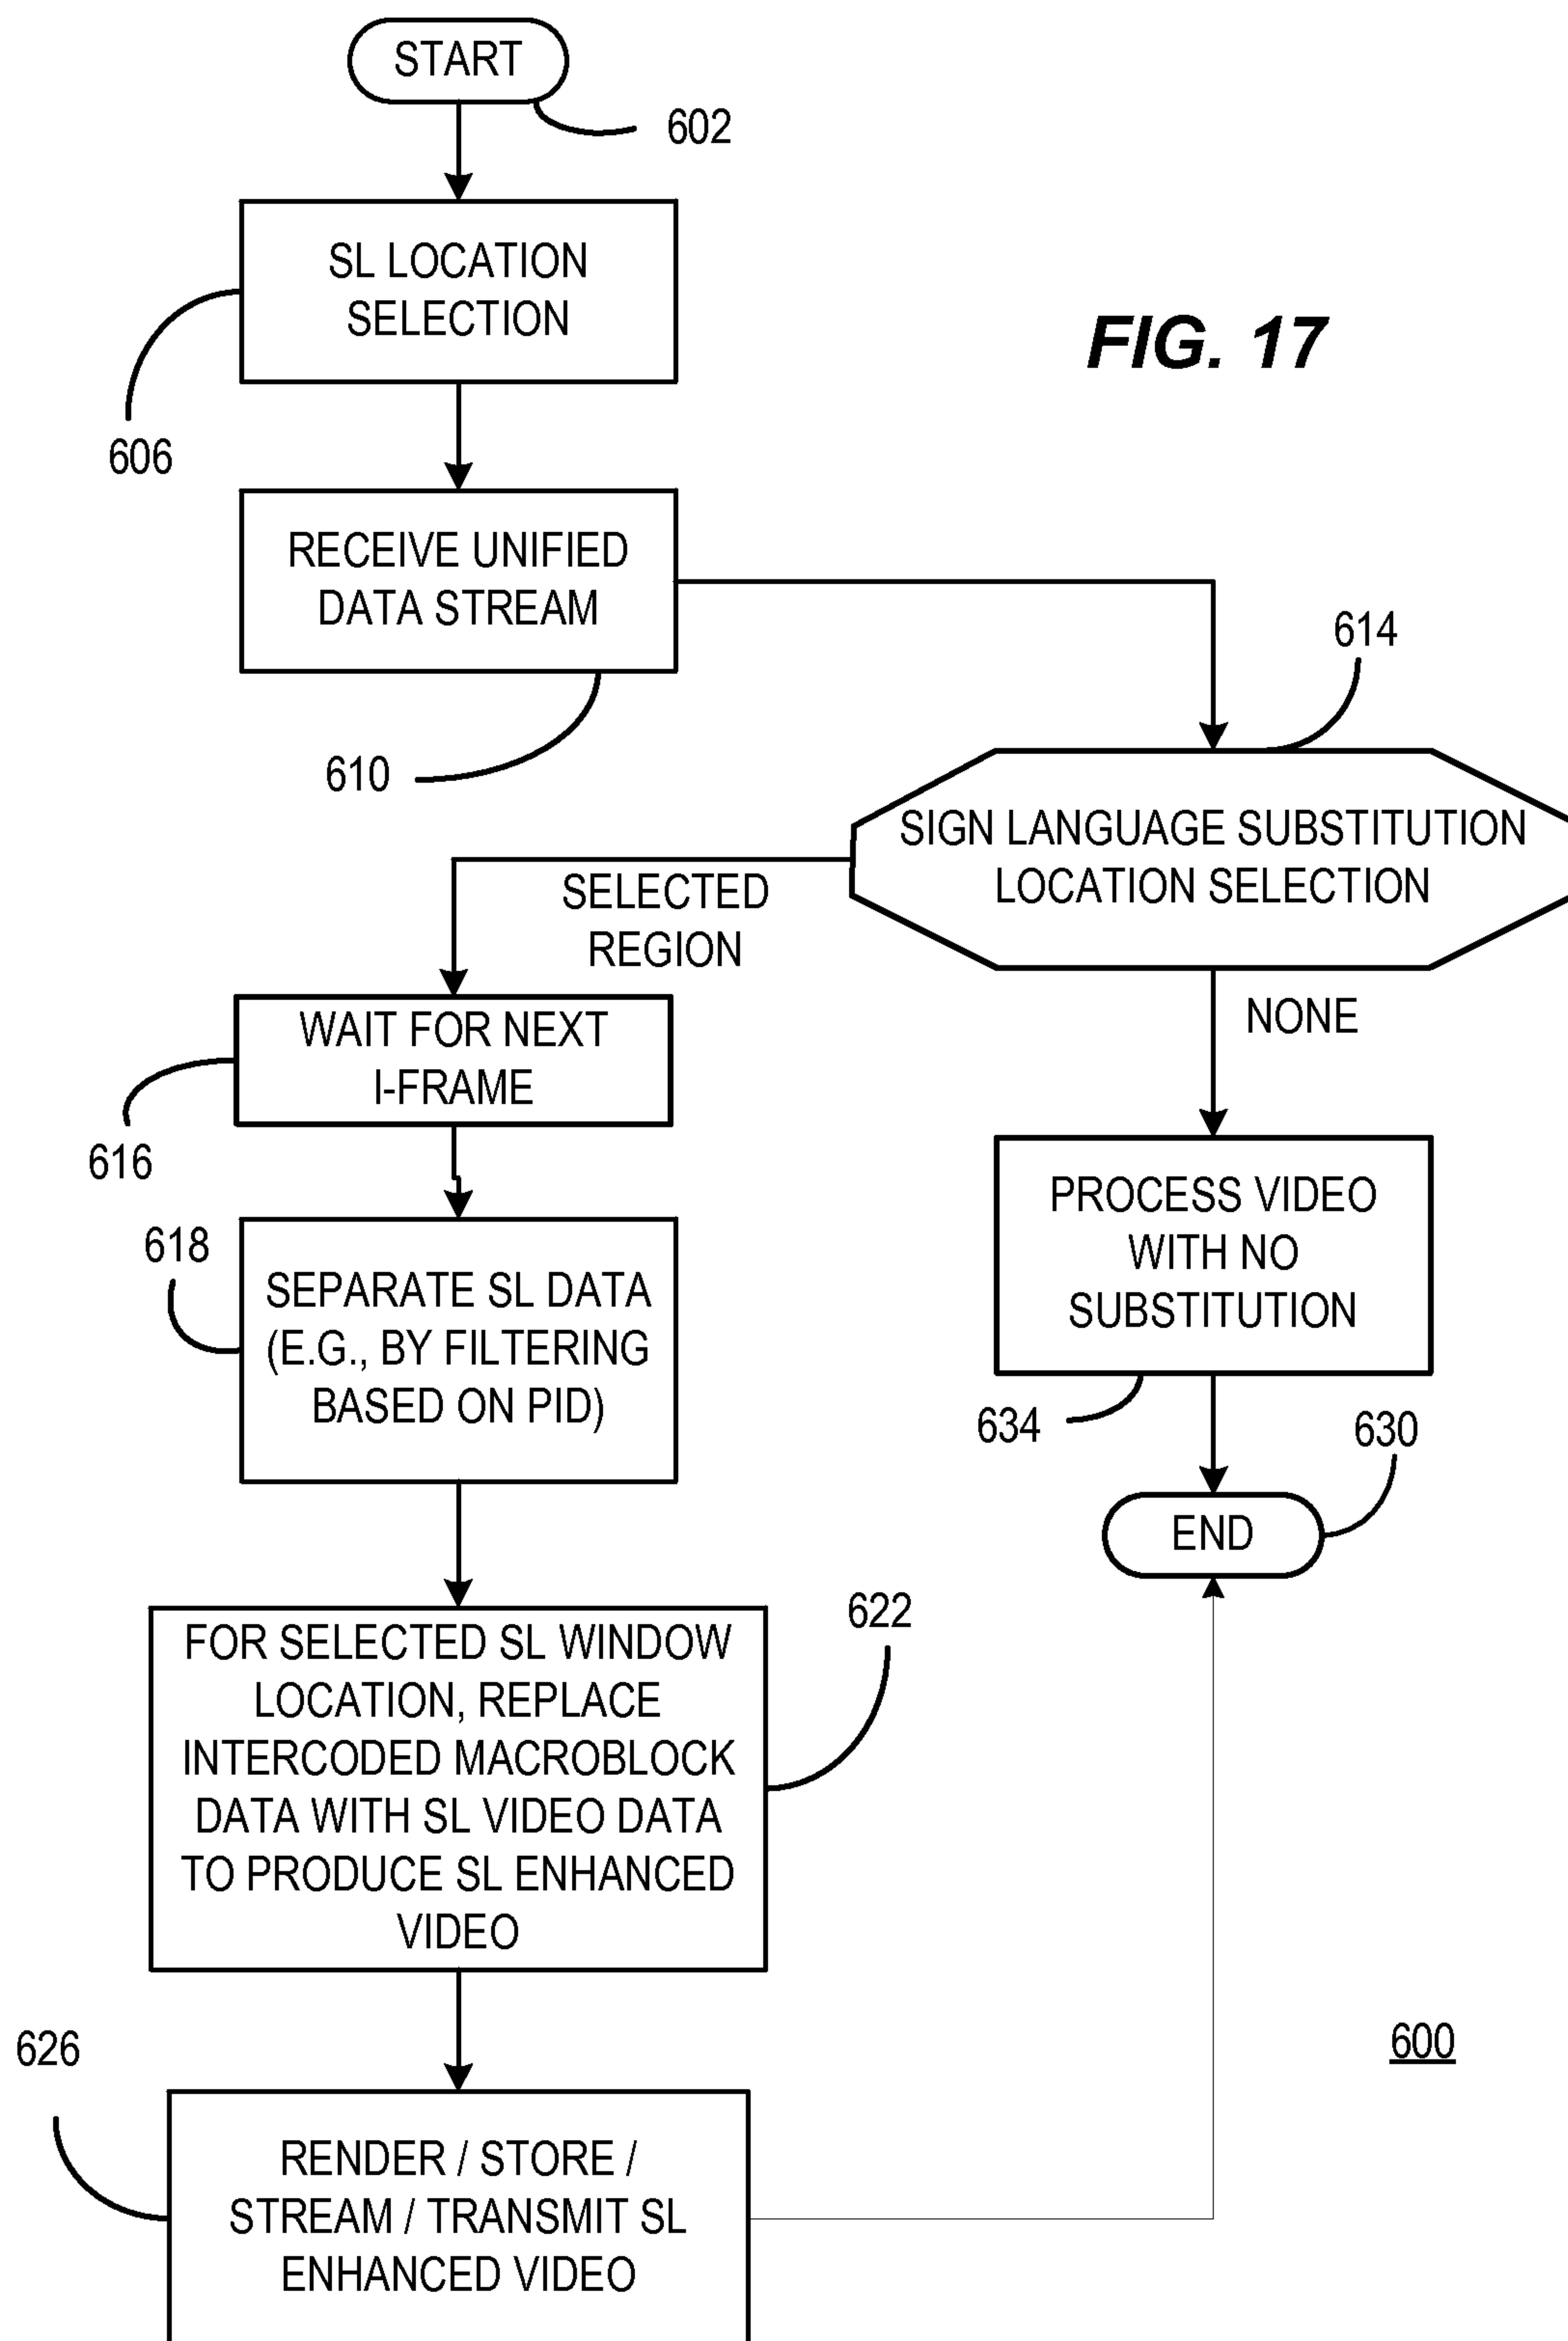 START
602
SL LOCATION
SELECTION
606
FIG. 17
RECEIVE UNIFIED
DATA STREAM
610
614
SIGN LANGUAGE SUBSTITUTION
LOCATION SELECTION
SELECTED
REGION
NONE
WAIT FOR NEXT
I-FRAME
616
618
SEPARATE SL DATA
(E.G., BY FILTERING
BASED ON PID)
PROCESS VIDEO
WITH NO
SUBSTITUTION
634
630
END
FOR SELECTED SL WINDOW
LOCATION, REPLACE
INTERCODED MACROBLOCK
DATA WITH SL VIDEO DATA
TO PRODUCE SL ENHANCED
VIDEO
622
626
RENDER / STORE /
STREAM / TRANSMIT SL
ENHANCED VIDEO
600